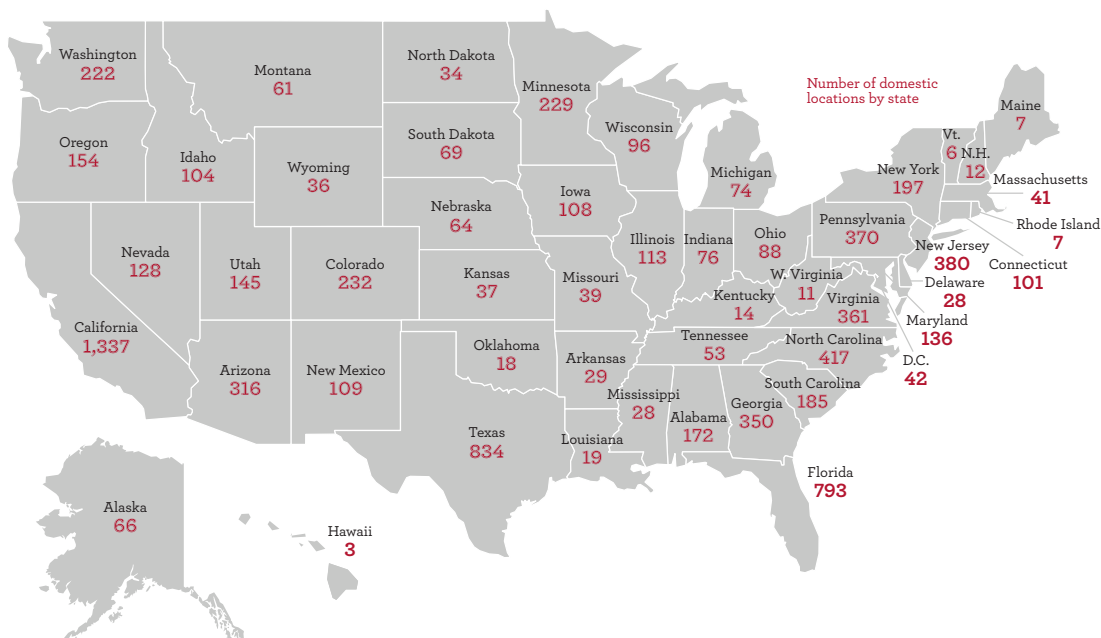 Number of domestic
locations by state
Washington
222
Oregon
154
California
1,337
Idaho
104
Nevada
128
Montana
61
Wyoming
36
Utah
145
Arizona
316
Colorado
232
New Mexico
109
North Dakota
34
South Dakota
69
Nebraska
64
Kansas
37
Oklahoma
18
Texas
834
Minnesota
229
Iowa
108
Missouri
39
Arkansas
29
Louisiana
19
Wisconsin
96
Illinois
113
Michigan
74
Indiana
76
Ohio
88
Kentucky
14
Tennessee
53
Mississippi
28
Alabama
172
Georgia
350
Florida
793
South Carolina
185
North Carolina
417
Virginia
361
W. Virginia
11
Pennsylvania
370
New York
197
Vt.
6
N.H.
12
Maine
7
Massachusetts
41
Rhode Island
7
Connecticut
101
New Jersey
380
Delaware
28
Maryland
136
D.C.
42
Alaska
66
Hawaii
3